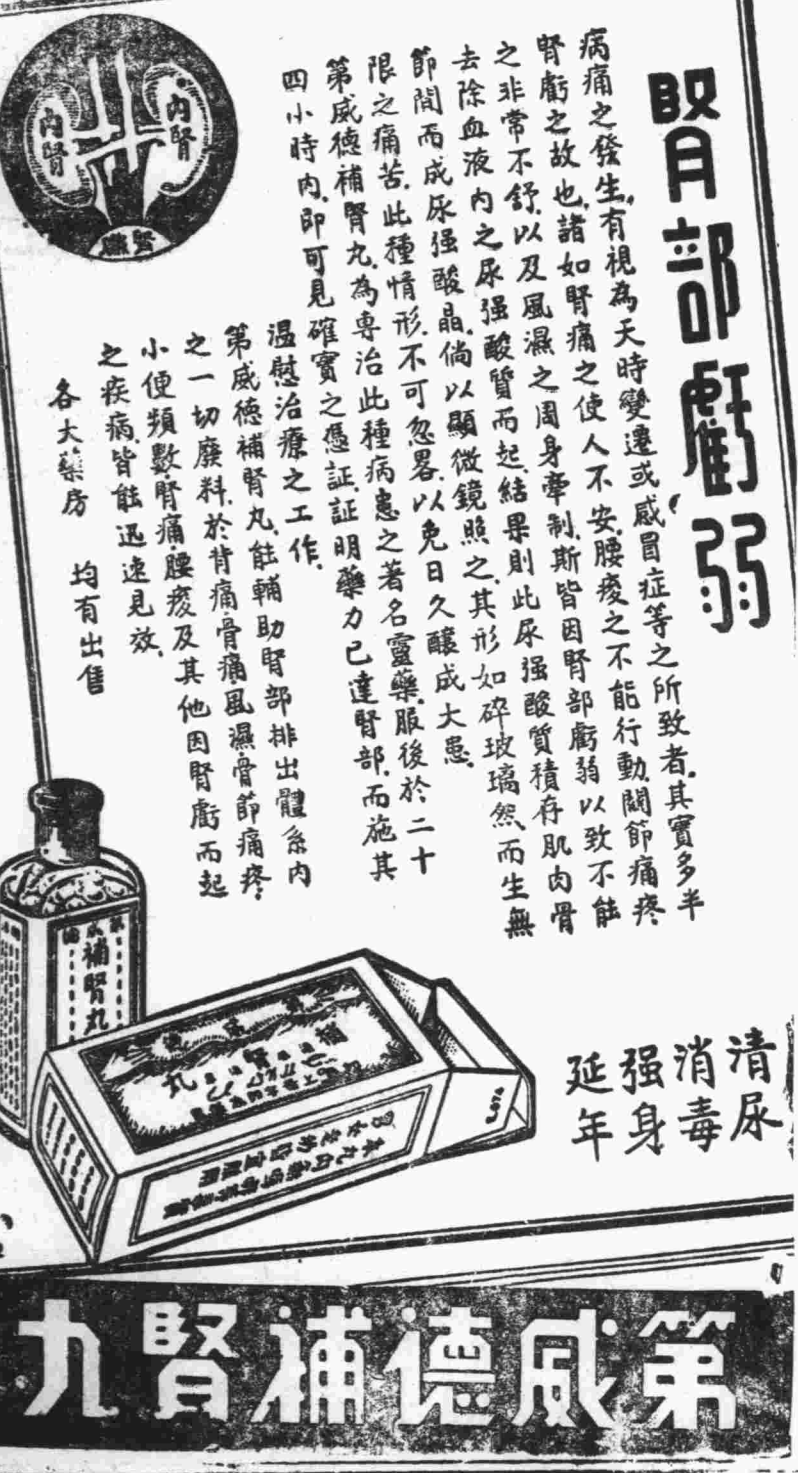 腎部虧弱
病痛之發生,有視為天時變遷或感冒症等之所致者,其實多半
腎虧之故也,諸如腎痛之使人不安,腰痠之不能行動,關節痛疼
之非常不舒,以及風濕之周身牽制,斯皆因腎部虧弱以致不能
去除血液內之尿强酸質而起,結果則此尿强酸質積存肌肉骨
節間而成尿强酸晶,倘以顯微鏡照之,其形如碎玻璃然,而生無
限之痛苦,此種情形,不可忽畧,以免日久釀成大患,
第威德補腎丸,為專治此種病患之著名靈藥,服後於二十
四小時內,即可見確實之憑証,証明藥力已達腎部,而施其
溫慰治療之工作,
第威德補腎丸,能輔助腎部排出體系內
之一切廢料,於背痛,骨痛,風濕,骨節痛疼,
小便頻數,腎痛,腰痠及其他因腎虧而起
之疾病,皆能迅速見效,
各大藥房 均有出售
內腎
內腎
補腎丸
清尿
消毒
强身
延年
第威德補腎丸